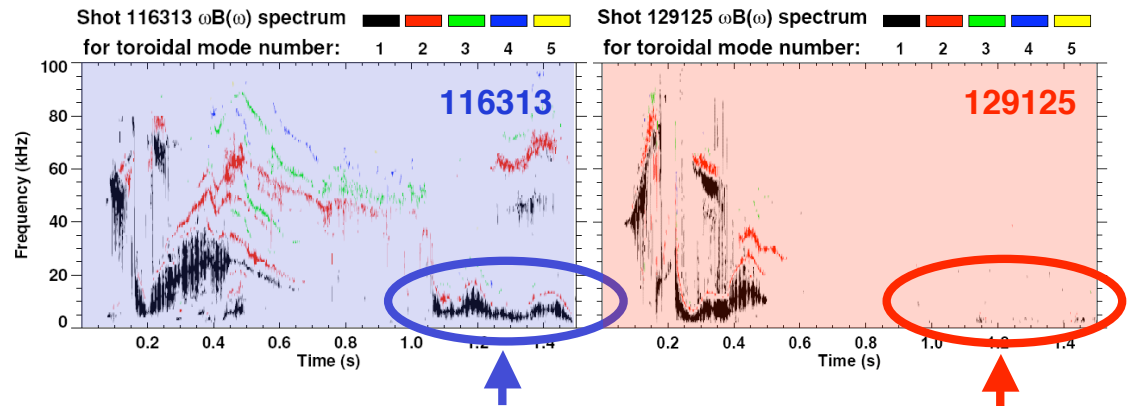 Shot 116313 ωB(ω) spectrum
for toroidal mode number: 1 2 3 4 5
116313
100
80
60
40
20
0
Frequency (kHz)
0.2 0.4 0.6 0.8 1.0 1.2 1.4
Time (s)
Shot 129125 ωB(ω) spectrum
for toroidal mode number: 1 2 3 4 5
129125
0.2 0.4 0.6 0.8 1.0 1.2 1.4
Time (s)